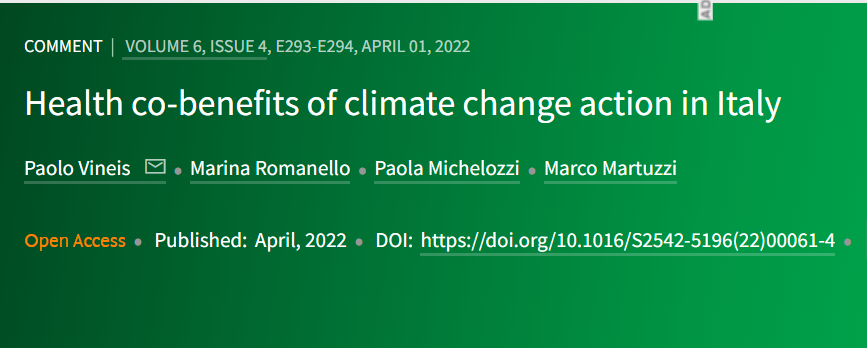 AD
COMMENT | VOLUME 6, ISSUE 4, E293-E294, APRIL 01, 2022
Health co-benefits of climate change action in Italy
Paolo Vineis • Marina Romanello • Paola Michelozzi • Marco Martuzzi
Open Access • Published: April, 2022 • DOI: https://doi.org/10.1016/S2542-5196(22)00061-4 •